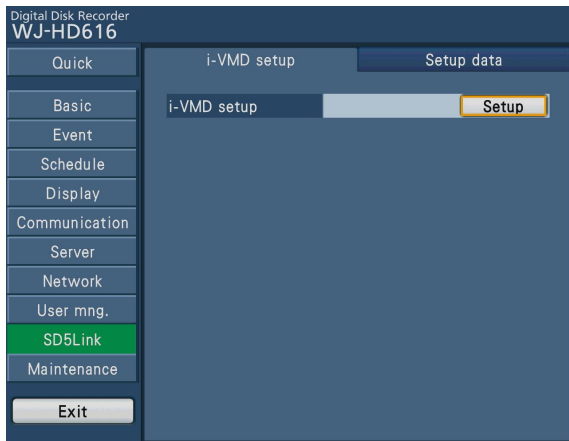 Digital Disk Recorder
WJ-HD616
Quick
Basic
Event
Schedule
Display
Communication
Server
Network
User mng.
SD5Link
Maintenance
Exit
i-VMD setup
Setup data
i-VMD setup
Setup